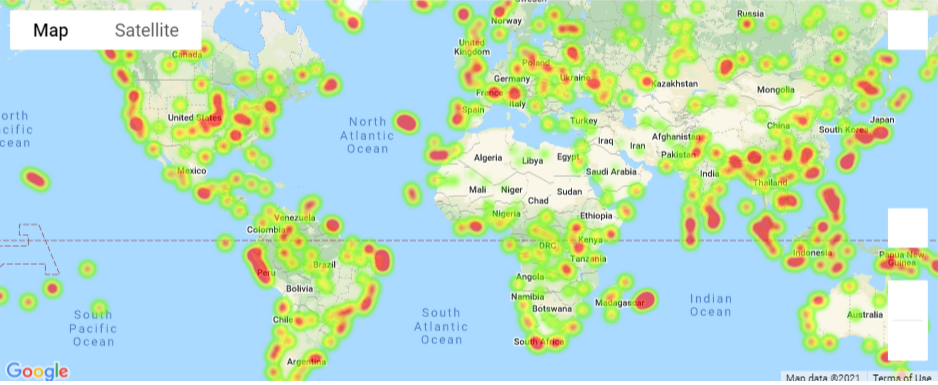 Sweden
Norway
Russia
Map
Satellite
Canada
United
Kingdom
Poland
Germany
Ukraine
Kazakhstan
France
Mongolia
Italy
Spain
United States
North
Atlantic
Ocean
Turkey
China
South Korea
Japan
Afghanistan
Iraq
Iran
Pakistan
Algeria
Libya
Egypt
Saudi Arabia
Mexico
India
Thailand
Mali
Niger
Sudan
Chad
Nigeria
Ethiopia
Venezuela
Colombia
DRC
Kenya
Tanzania
Indonesia
Papua New
Guinea
Brazil
Peru
Bolivia
Angola
Namibia
Botswana
Madagascar
Indian
Ocean
Australia
South
Pacific
Ocean
South
Atlantic
Ocean
Chile
South Africa
Argentina
Google
Map data ©2021
Terms of Use